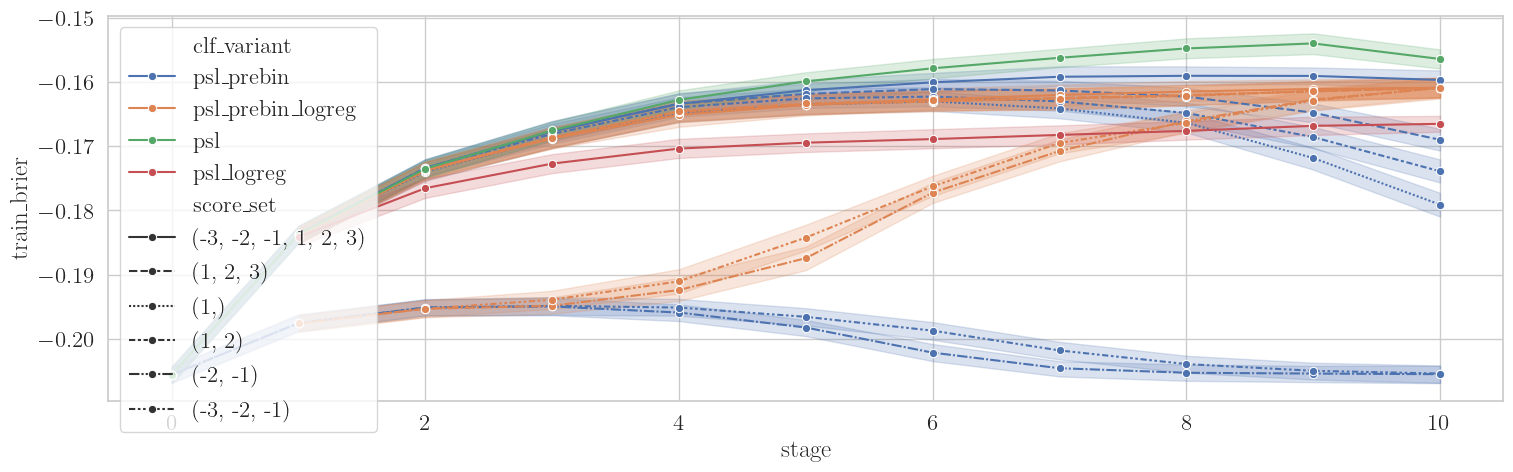 −0.15
−0.16
−0.17
−0.18
−0.19
−0.20
train_brier
clf_variant
psl_prebin
psl_prebin_logreg
psl
psl_logreg
score_set
(-3, -2, -1, 1, 2, 3)
(1, 2, 3)
(1,)
(1, 2)
(-2, -1)
(-3, -2, -1)
0
2
4
6
8
10
stage